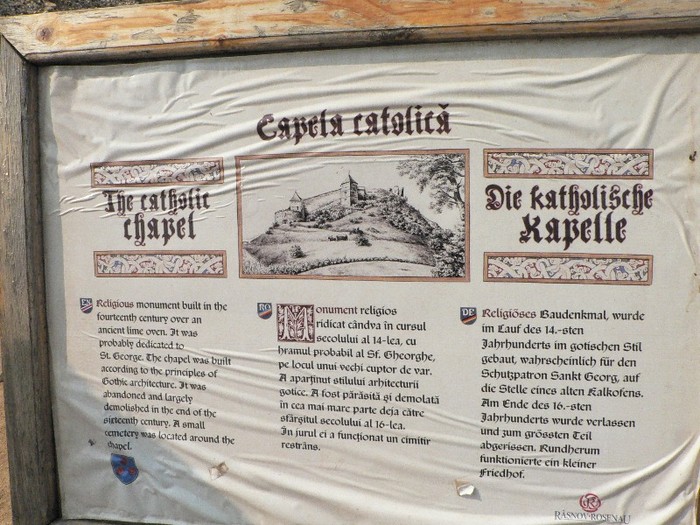 Capela catolică
The catholic
chapel
EN
Religious monument built in the
fourteenth century over an
ancient lime oven. It was
probably dedicated to
St. George. The chapel was built
according to the principles of
Gothic architecture. It was
abandoned and largely
demolished in the end of the
sixteenth century. A small
cemetery was located around the
chapel.
RO
Monument religios
ridicat cândva în cursul
secolului al 14-lea, cu
hramul probabil al Sf. Gheorghe,
pe locul unui vechi cuptor de var.
A aparținut stilului arhitecturii
gotice. A fost părăsită și demolată
în cea mai mare parte deja către
sfârșitul secolului al 16-lea.
În jurul ei a funcționat un cimitir
restrâns.
Die katholische
Kapelle
DE
Religiöses Baudenkmal, wurde
im Lauf des 14.-sten
Jahrhunderts im gotischen Stil
gebaut, wahrscheinlich für den
Schutzpatron Sankt Georg, auf
die Stelle eines alten Kalkofens.
Am Ende des 16.-sten
Jahrhunderts wurde verlassen
und zum grössten Teil
abgerissen. Rundherum
funktionierte ein kleiner
Friedhof.
RÂȘNOV·ROSENAU